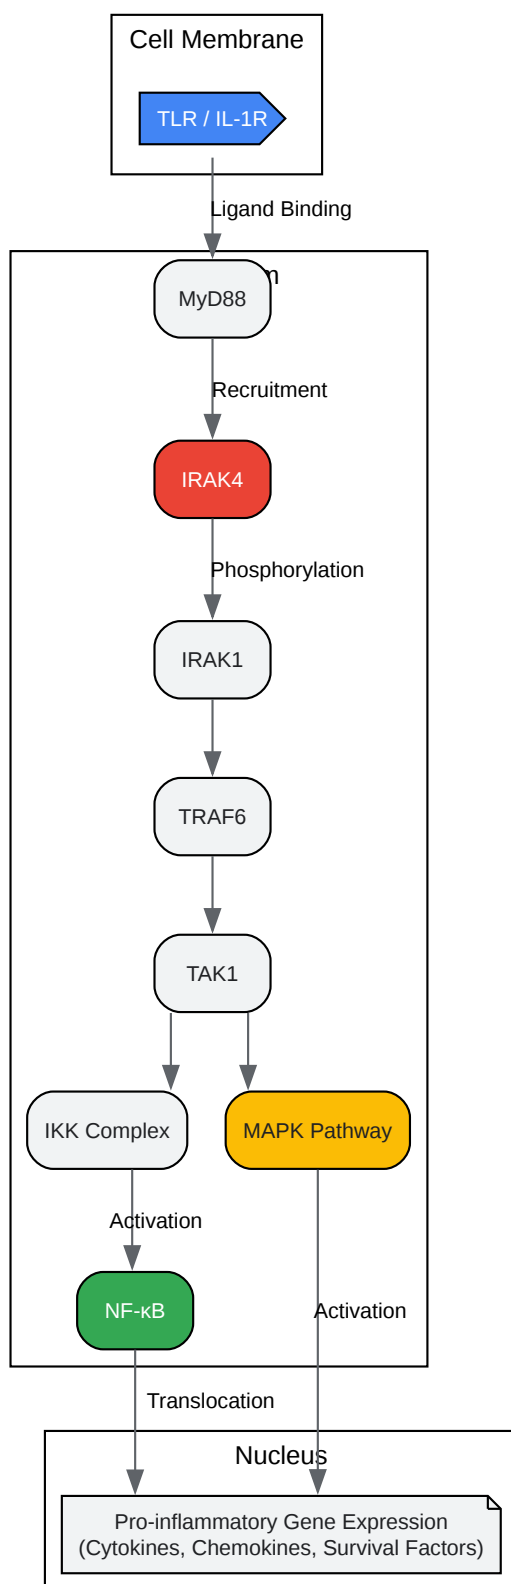 Cell Membrane
TLR / IL-1R
Ligand Binding
MyD88
Recruitment
IRAK4
Phosphorylation
IRAK1
TRAF6
TAK1
IKK Complex
MAPK Pathway
Activation
NF-κB
Activation
Translocation
Nucleus
Pro-inflammatory Gene Expression
(Cytokines, Chemokines, Survival Factors)